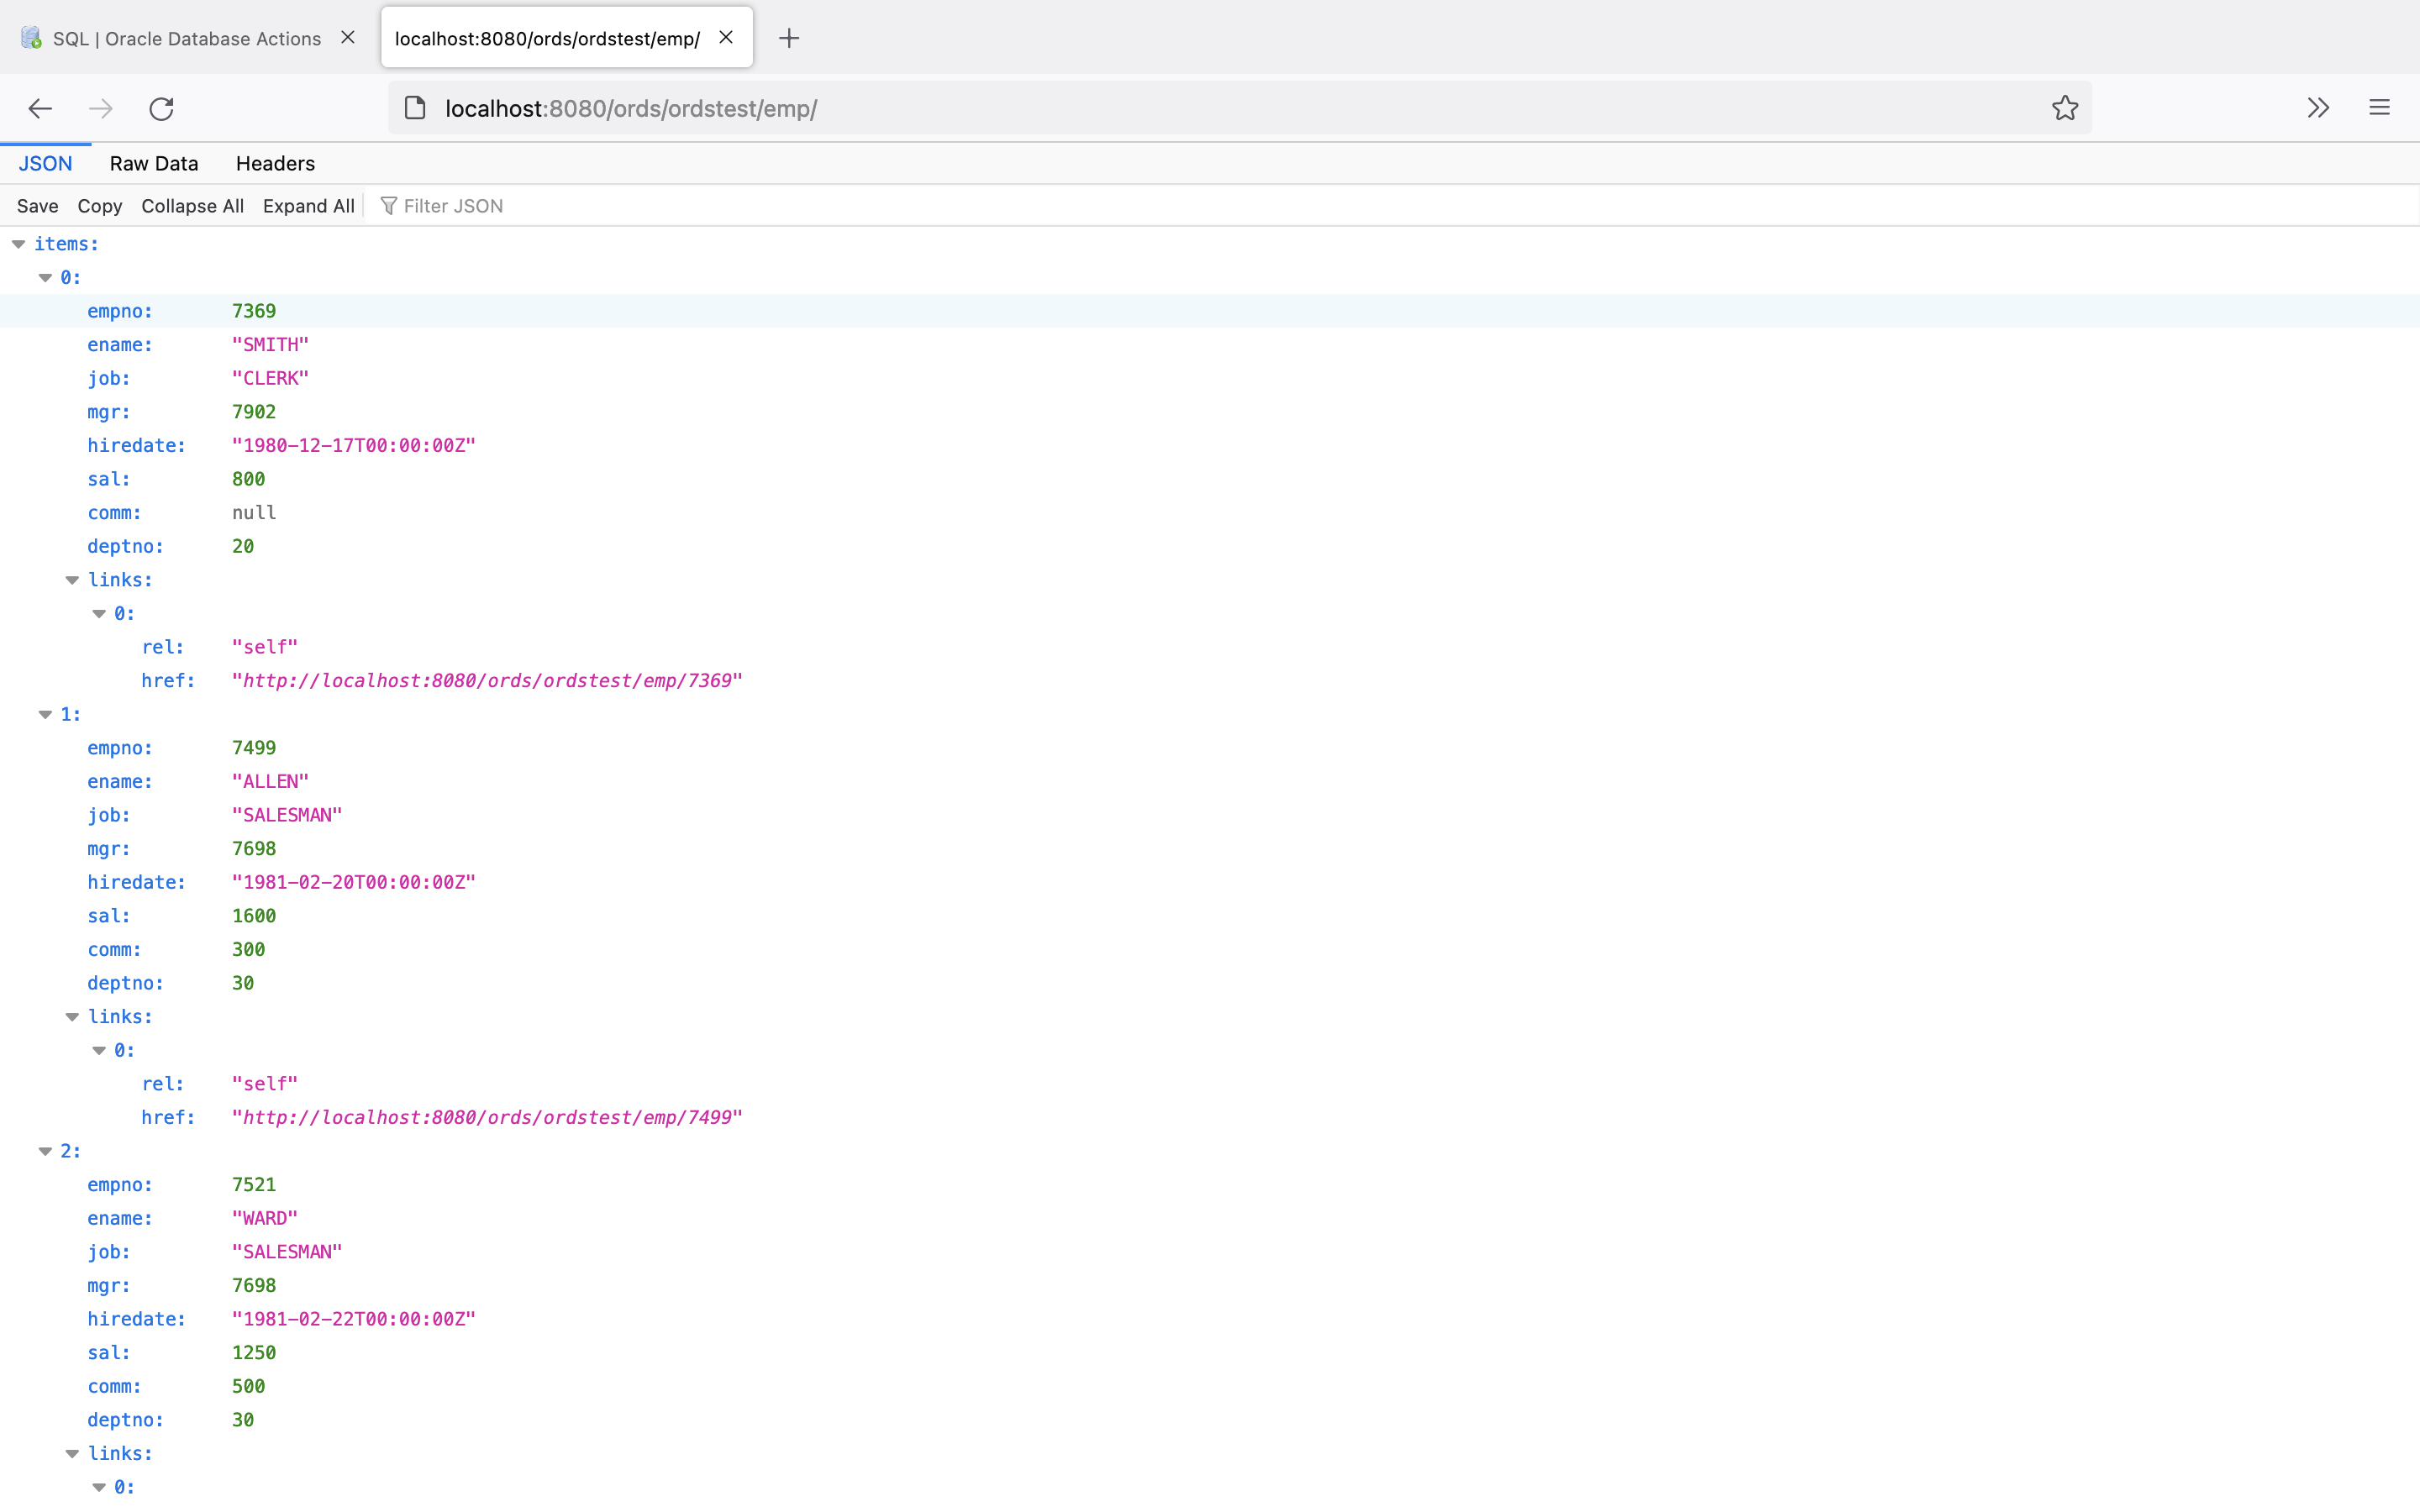 SQL | Oracle Database Actions
localhost:8080/ords/ordstest/emp/
localhost:8080/ords/ordstest/emp/
JSON Raw Data Headers
Save Copy Collapse All Expand All Filter JSON
items:
0:
empno: 7369
ename: "SMITH"
job: "CLERK"
mgr: 7902
hiredate: "1980-12-17T00:00:00Z"
sal: 800
comm: null
deptno: 20
links:
0:
rel: "self"
href: "http://localhost:8080/ords/ordstest/emp/7369"
1:
empno: 7499
ename: "ALLEN"
job: "SALESMAN"
mgr: 7698
hiredate: "1981-02-20T00:00:00Z"
sal: 1600
comm: 300
deptno: 30
links:
0:
rel: "self"
href: "http://localhost:8080/ords/ordstest/emp/7499"
2:
empno: 7521
ename: "WARD"
job: "SALESMAN"
mgr: 7698
hiredate: "1981-02-22T00:00:00Z"
sal: 1250
comm: 500
deptno: 30
links:
0: